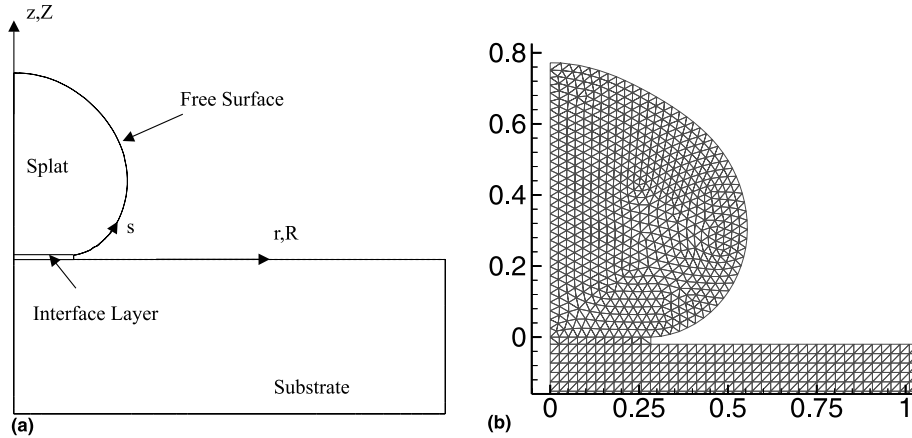 z,Z
Free Surface
Splat
s
r,R
Interface Layer
Substrate
(a)
0.8
0.6
0.4
0.2
0
0 0.25 0.5 0.75 1
(b)